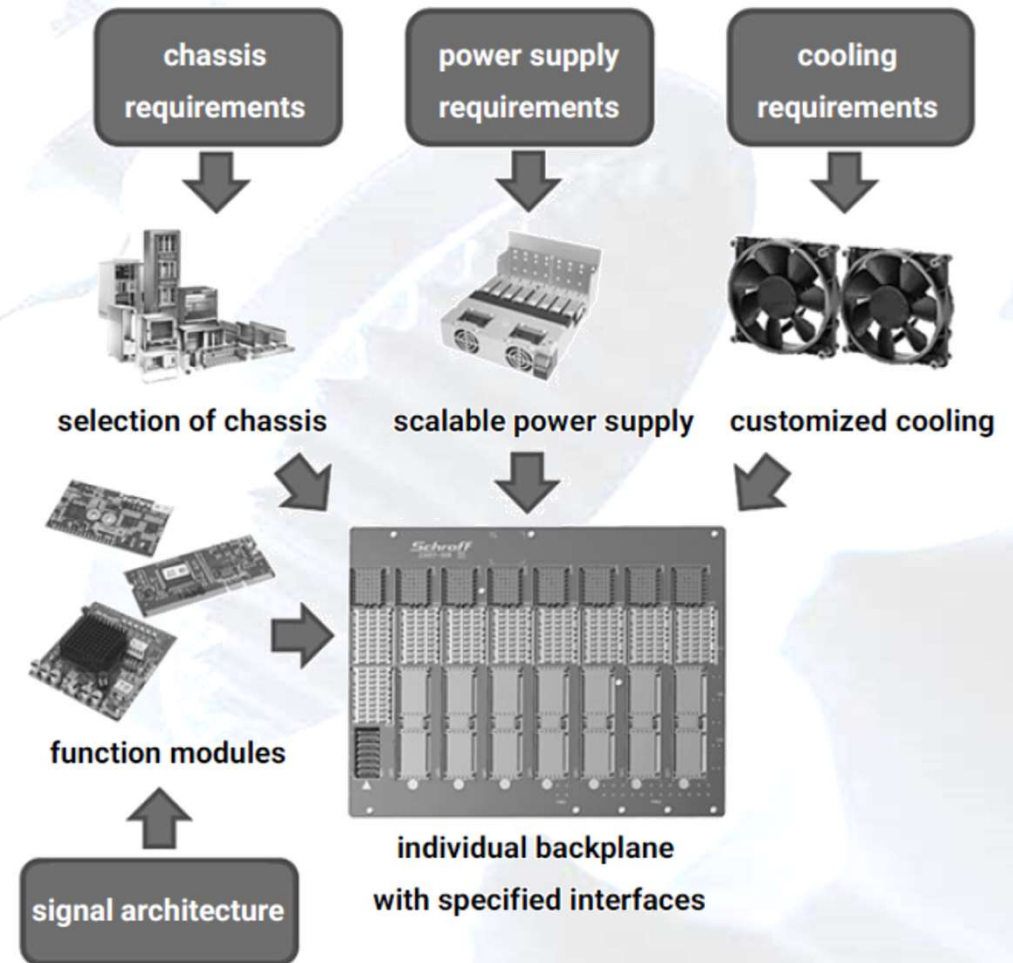 chassis
requirements
power supply
requirements
cooling
requirements
selection of chassis
scalable power supply
customized cooling
Schroff
function modules
individual backplane
with specified interfaces
signal architecture